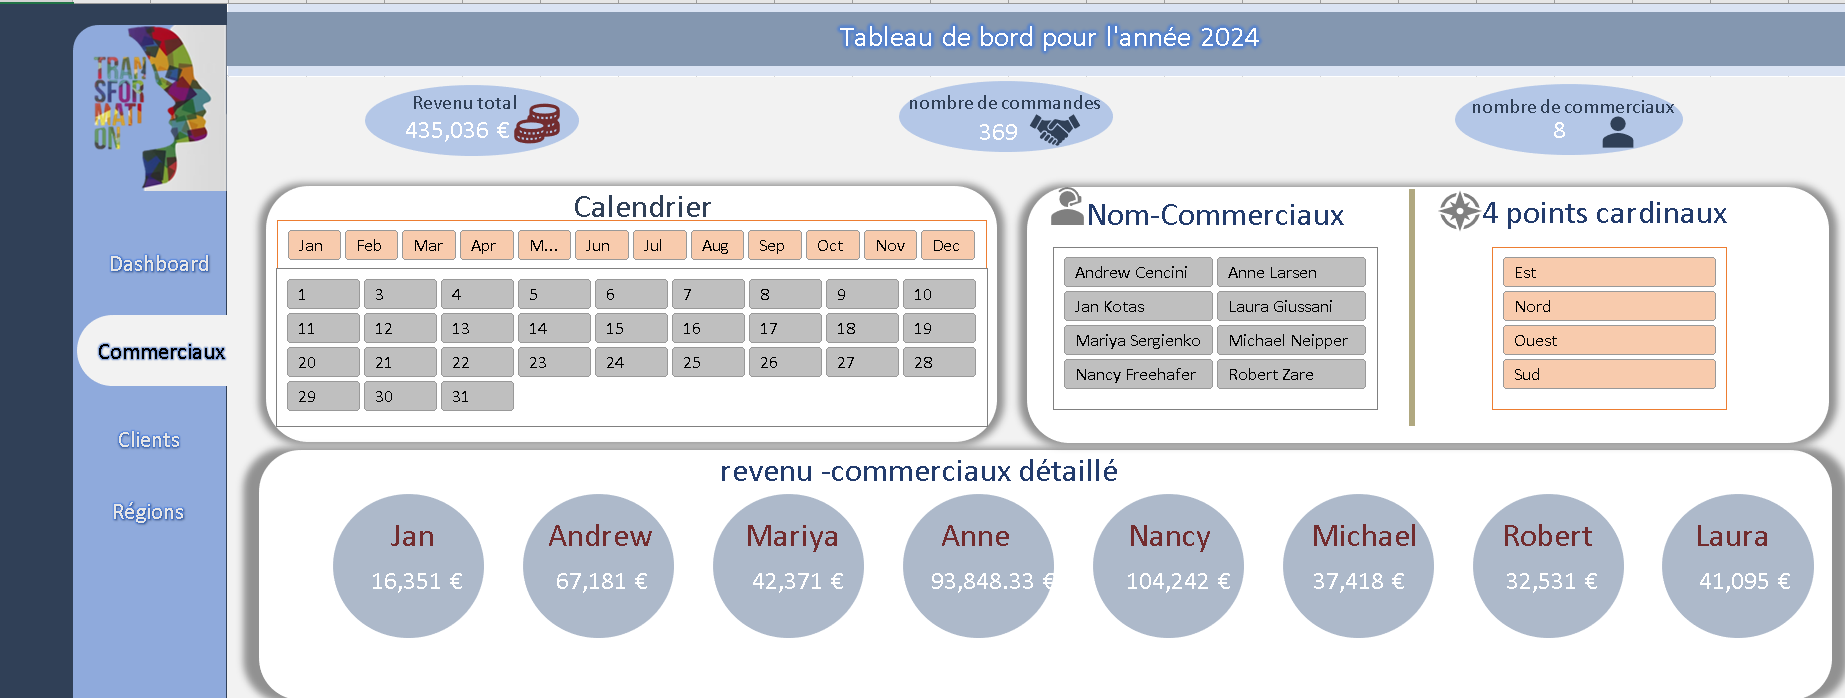 Tableau de bord pour l'année 2024
TRAN
SFOR
MATI
ON
Revenu total
435,036 €
nombre de commandes
369
nombre de commerciaux
8
Dashboard
Commerciaux
Clients
Régions
Calendrier
Jan Feb Mar Apr M... Jun Jul Aug Sep Oct Nov Dec
1 3 4 5 6 7 8 9 10
11 12 13 14 15 16 17 18 19
20 21 22 23 24 25 26 27 28
29 30 31
Nom-Commerciaux
Andrew Cencini Anne Larsen
Jan Kotas Laura Giussani
Mariya Sergienko Michael Neipper
Nancy Freehafer Robert Zare
4 points cardinaux
Est
Nord
Ouest
Sud
revenu -commerciaux détaillé
Jan Andrew Mariya Anne Nancy Michael Robert Laura
16,351 € 67,181 € 42,371 € 93,848.33 € 104,242 € 37,418 € 32,531 € 41,095 €